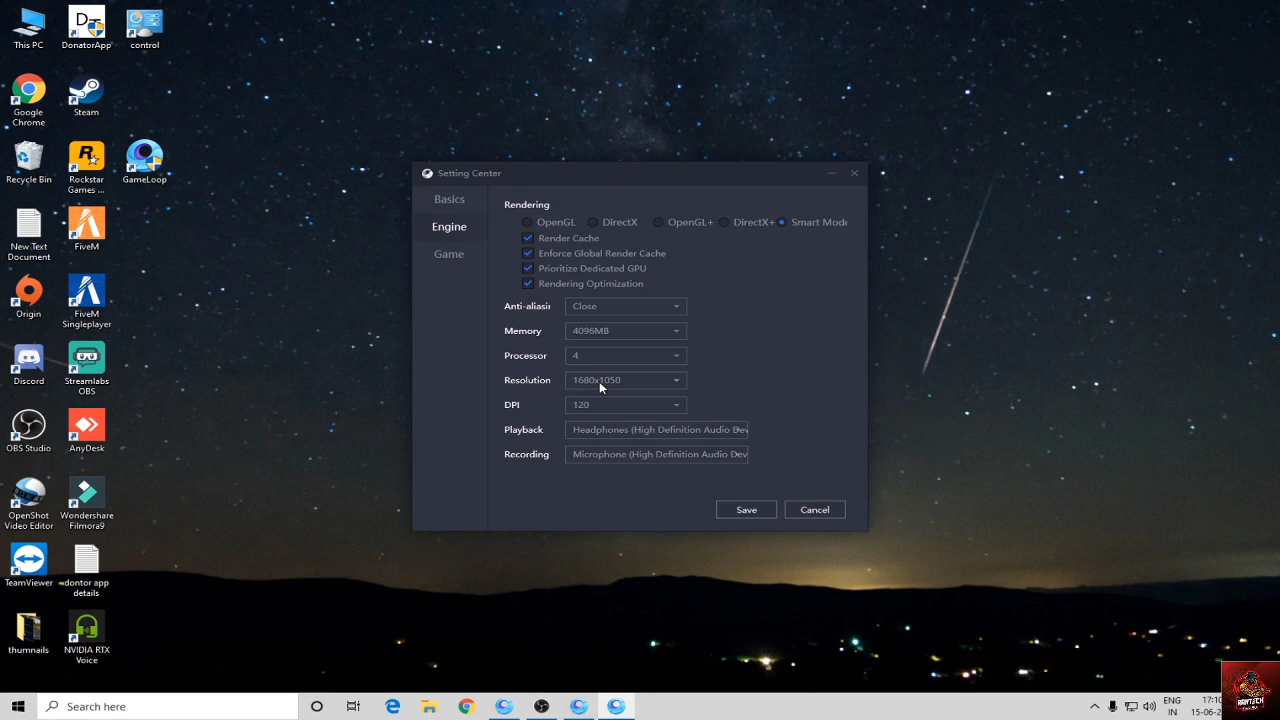 This PC
DonatorApp
control
Google Chrome
Steam
Recycle Bin
Rockstar Games ...
GameLoop
New Text Document
FiveM
Origin
FiveM Singleplayer
Discord
Streamlabs OBS
OBS Studio
AnyDesk
OpenShot Video Editor
Wondershare Filmora9
TeamViewer
dontor app details
thumnails
NVIDIA RTX Voice
Setting Center
Basics
Engine
Game
Rendering
OpenGL DirectX OpenGL+ DirectX+ Smart Mode
Render Cache
Enforce Global Render Cache
Prioritize Dedicated GPU
Rendering Optimization
Anti-aliasin Close
Memory 4096MB
Processor 4
Resolution 1680x1050
DPI 120
Playback Headphones (High Definition Audio Dev
Recording Microphone (High Definition Audio Dev
Save Cancel
Search here
ENG
IN
17:10
15-06-2
RAWTECH